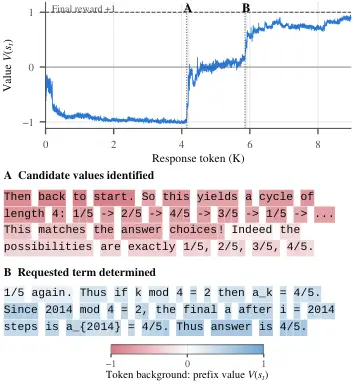 Final reward +1
A B
1
0
−1
Value V(sₜ)
0 2 4 6 8
Response token (K)
A Candidate values identified
Then back to start. So this yields a cycle of
length 4: 1/5 -> 2/5 -> 4/5 -> 3/5 -> 1/5 -> ...
This matches the answer choices! Indeed the
possibilities are exactly 1/5, 2/5, 3/5, 4/5.
B Requested term determined
1/5 again. Thus if k mod 4 = 2 then a_k = 4/5.
Since 2014 mod 4 = 2, the final a after i = 2014
steps is a_{2014} = 4/5. Thus answer is 4/5.
−1 0 1
Token background: prefix value V(sₜ)